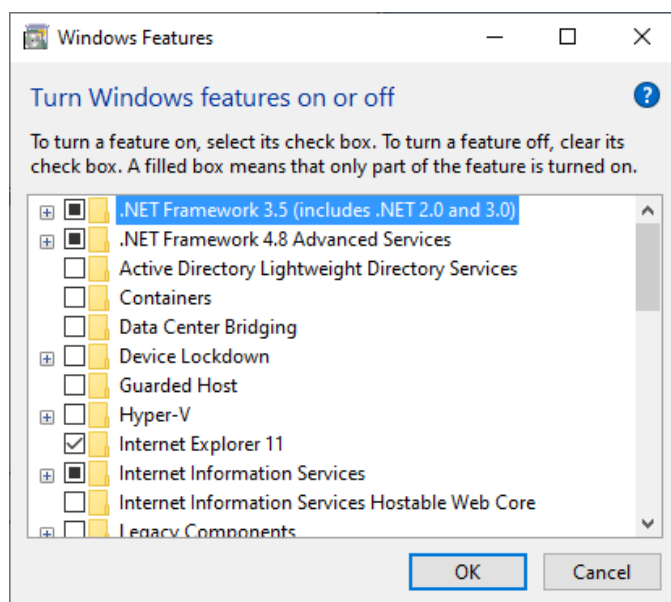 Windows Features
Turn Windows features on or off
?
To turn a feature on, select its check box. To turn a feature off, clear its
check box. A filled box means that only part of the feature is turned on.
.NET Framework 3.5 (includes .NET 2.0 and 3.0)
.NET Framework 4.8 Advanced Services
Active Directory Lightweight Directory Services
Containers
Data Center Bridging
Device Lockdown
Guarded Host
Hyper-V
Internet Explorer 11
Internet Information Services
Internet Information Services Hostable Web Core
Legacy Components
OK Cancel